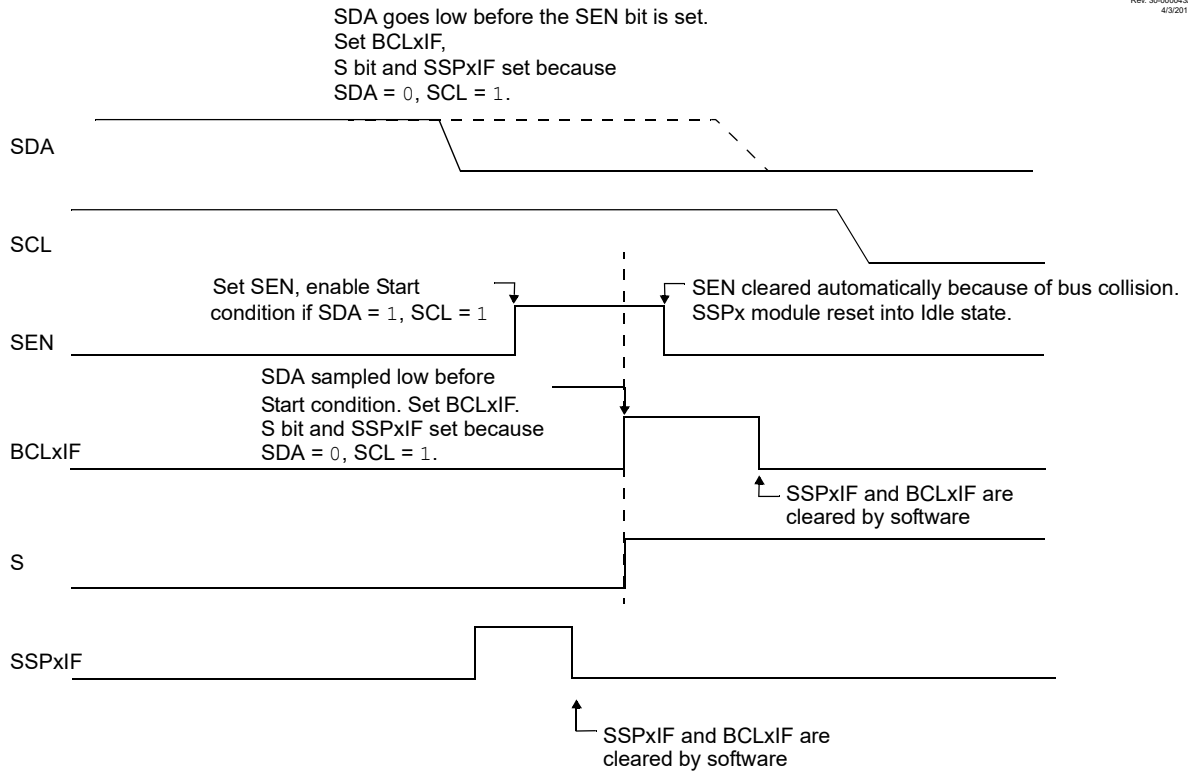 SDA goes low before the SEN bit is set.
Set BCLxIF,
S bit and SSPxIF set because
SDA = 0, SCL = 1.
4/3/201
SDA
SCL
Set SEN, enable Start
condition if SDA = 1, SCL = 1
SEN cleared automatically because of bus collision.
SSPx module reset into Idle state.
SEN
SDA sampled low before
Start condition. Set BCLxIF.
S bit and SSPxIF set because
SDA = 0, SCL = 1.
BCLxIF
SSPxIF and BCLxIF are
cleared by software
S
SSPxIF
SSPxIF and BCLxIF are
cleared by software